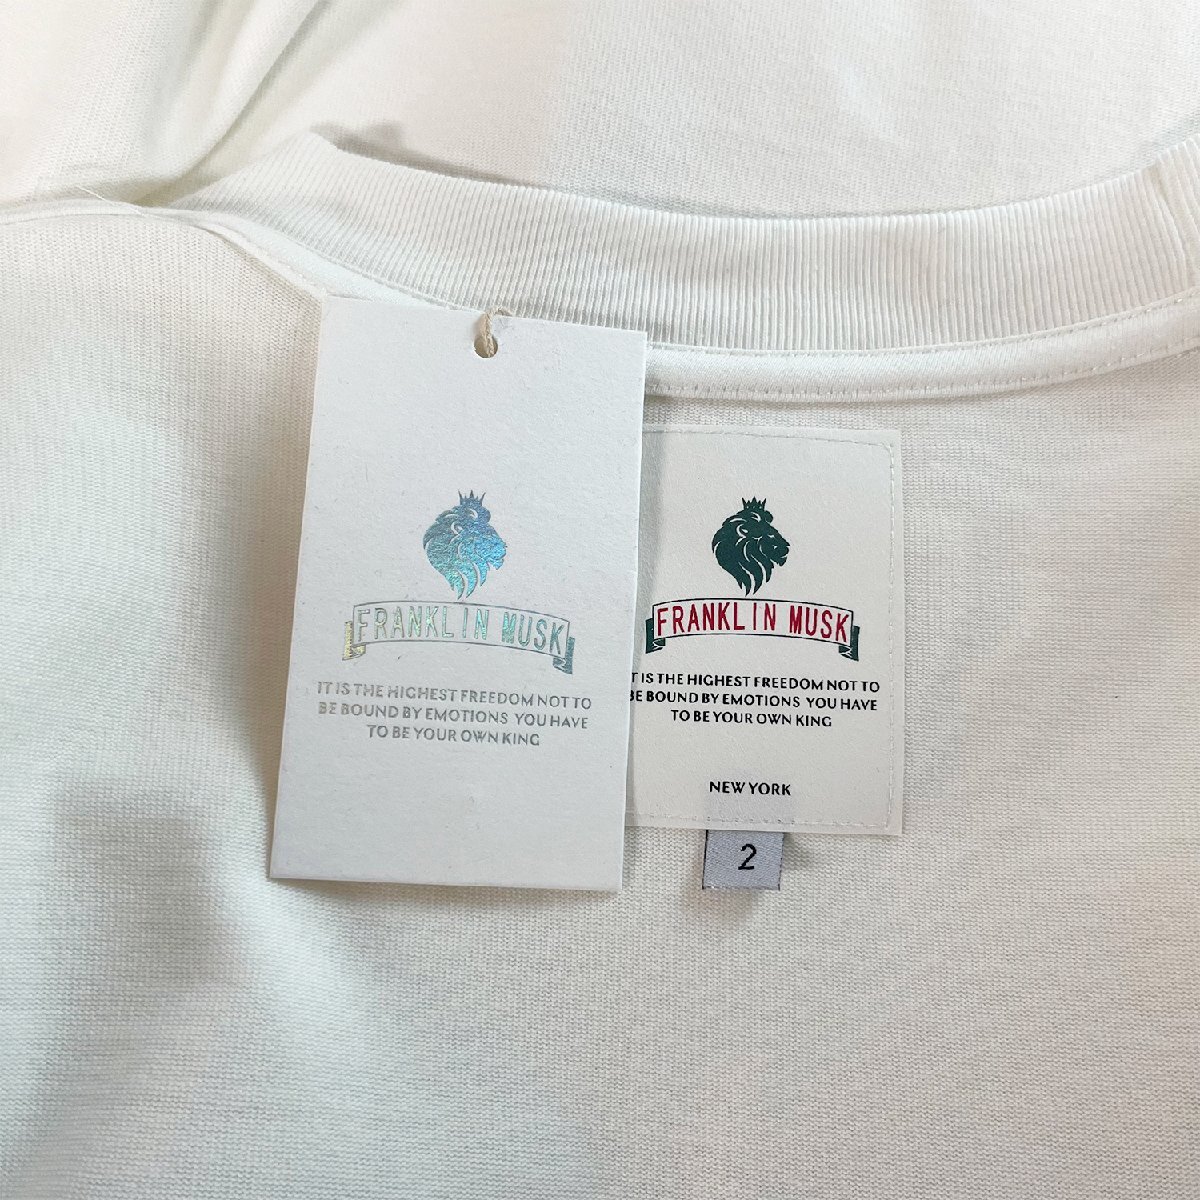 FRANKLIN MUSK
IT IS THE HIGHEST FREEDOM NOT TO
BE BOUND BY EMOTIONS YOU HAVE
TO BE YOUR OWN KING
FRANKLIN MUSK
T IS THE HIGHEST FREEDOM NOT TO
BE BOUND BY EMOTIONS YOU HAVE
TO BE YOUR OWN KING
NEW YORK
2